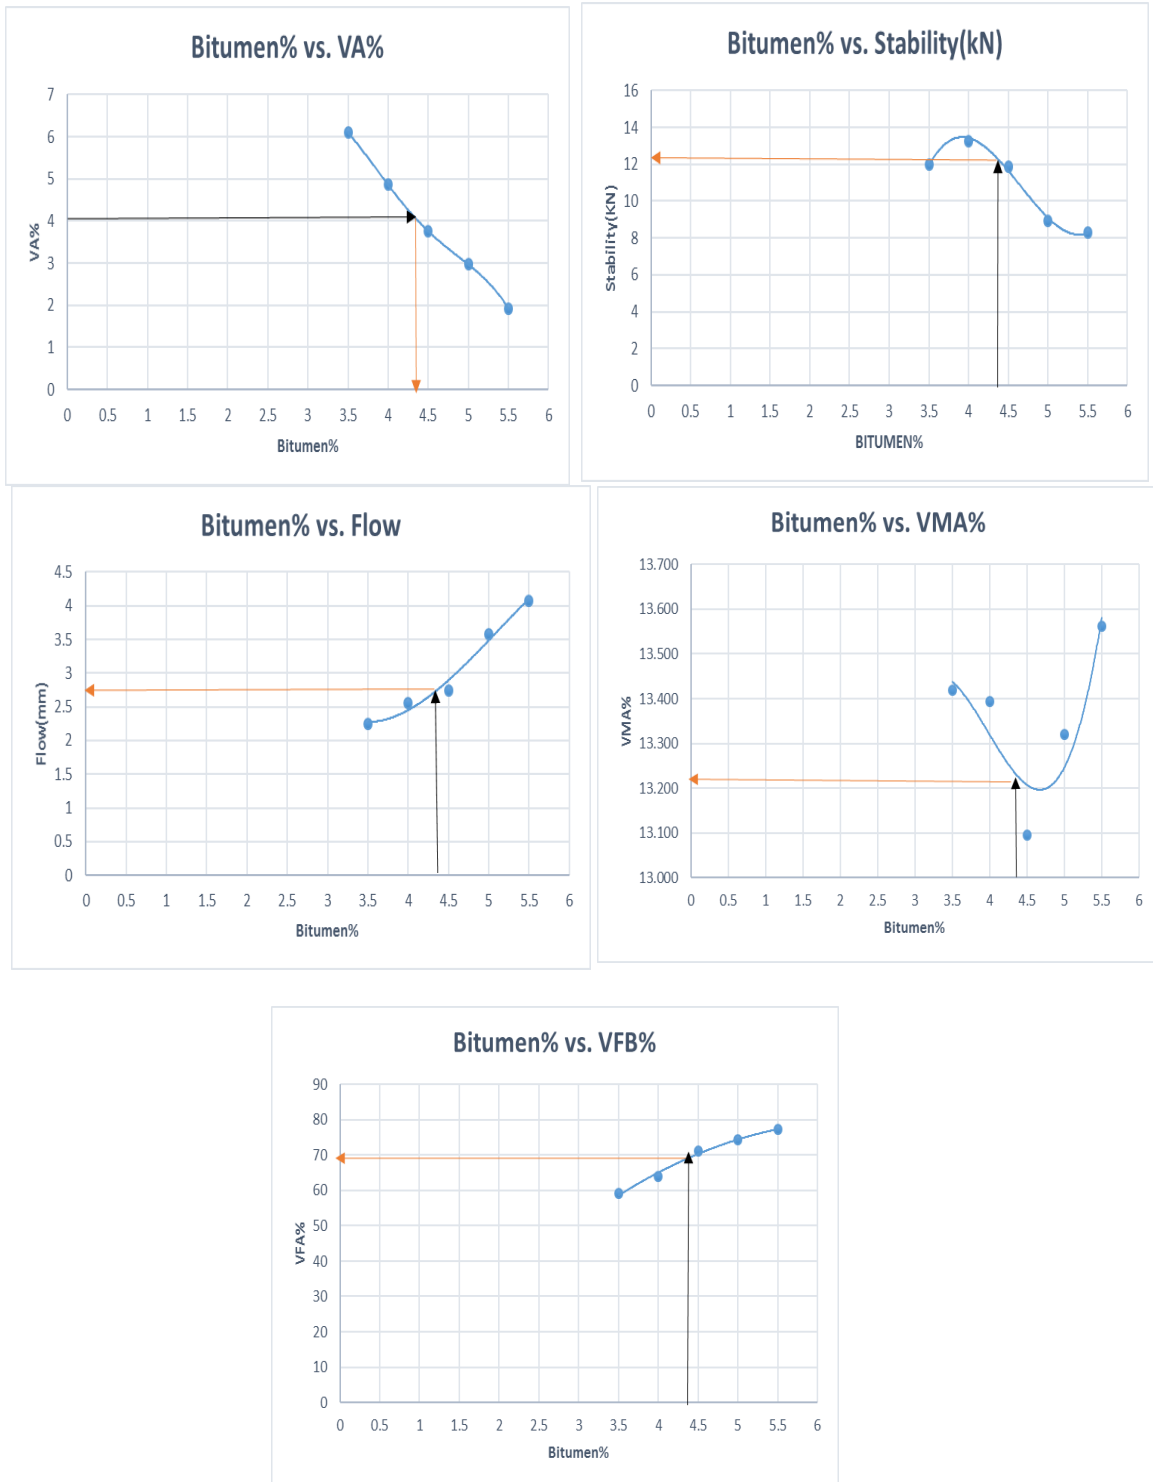 Bitumen% vs. VA%
7
6
5
4
3
2
1
0
VA%
0 0.5 1 1.5 2 2.5 3 3.5 4 4.5 5 5.5 6
Bitumen%
Bitumen% vs. Stability(kN)
16
14
12
10
8
6
4
2
0
Stability(KN)
0 0.5 1 1.5 2 2.5 3 3.5 4 4.5 5 5.5 6
BITUMEN%
Bitumen% vs. Flow
4.5
4
3.5
3
2.5
2
1.5
1
0.5
0
Flow(mm)
0 0.5 1 1.5 2 2.5 3 3.5 4 4.5 5 5.5 6
Bitumen%
Bitumen% vs. VMA%
13.700
13.600
13.500
13.400
13.300
13.200
13.100
13.000
VMA%
0 0.5 1 1.5 2 2.5 3 3.5 4 4.5 5 5.5 6
Bitumen%
Bitumen% vs. VFB%
90
80
70
60
50
40
30
20
10
0
VFA%
0 0.5 1 1.5 2 2.5 3 3.5 4 4.5 5 5.5 6
Bitumen%